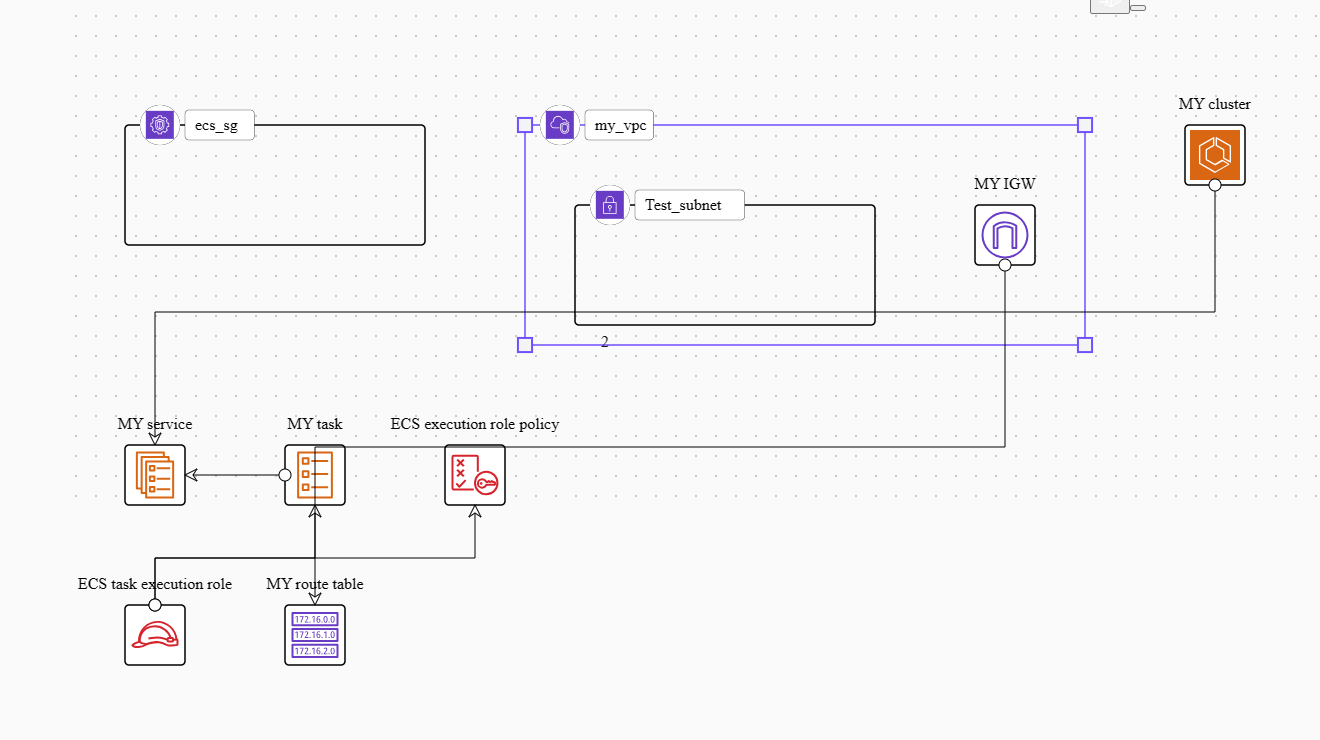 MY cluster
ecs_sg
my_vpc
MY IGW
Test_subnet
2
MY service
MY task
ECS execution role policy
ECS task execution role
MY route table
172.16.0.0
172.16.1.0
172.16.2.0